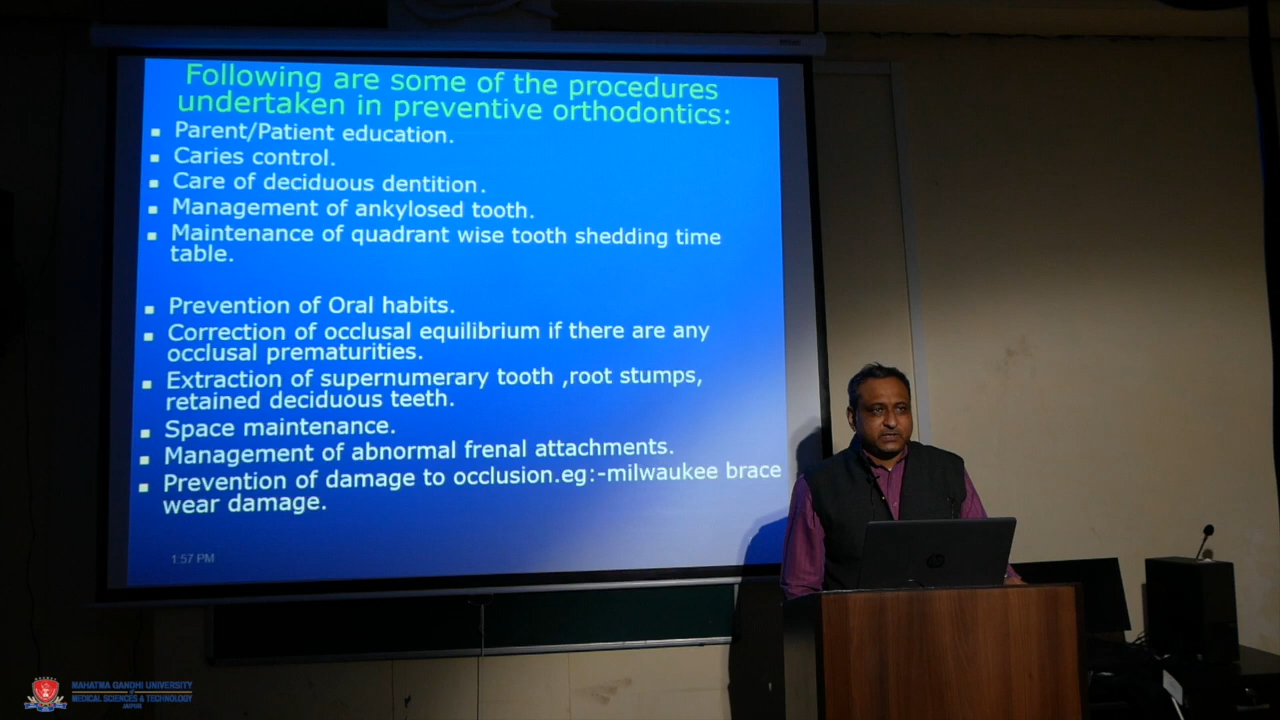 Following are some of the procedures
undertaken in preventive orthodontics:
Parent/Patient education.
Caries control.
Care of deciduous dentition.
Management of ankylosed tooth.
Maintenance of quadrant wise tooth shedding time
table.
Prevention of Oral habits.
Correction of occlusal equilibrium if there are any
occlusal prematurities.
Extraction of supernumerary tooth ,root stumps,
retained deciduous teeth.
Space maintenance.
Management of abnormal frenal attachments.
Prevention of damage to occlusion.eg:-milwaukee brace
wear damage.
1:57 PM
hp
MAHATMA GANDHI UNIVERSITY
of
MEDICAL SCIENCES & TECHNOLOGY
JAIPUR